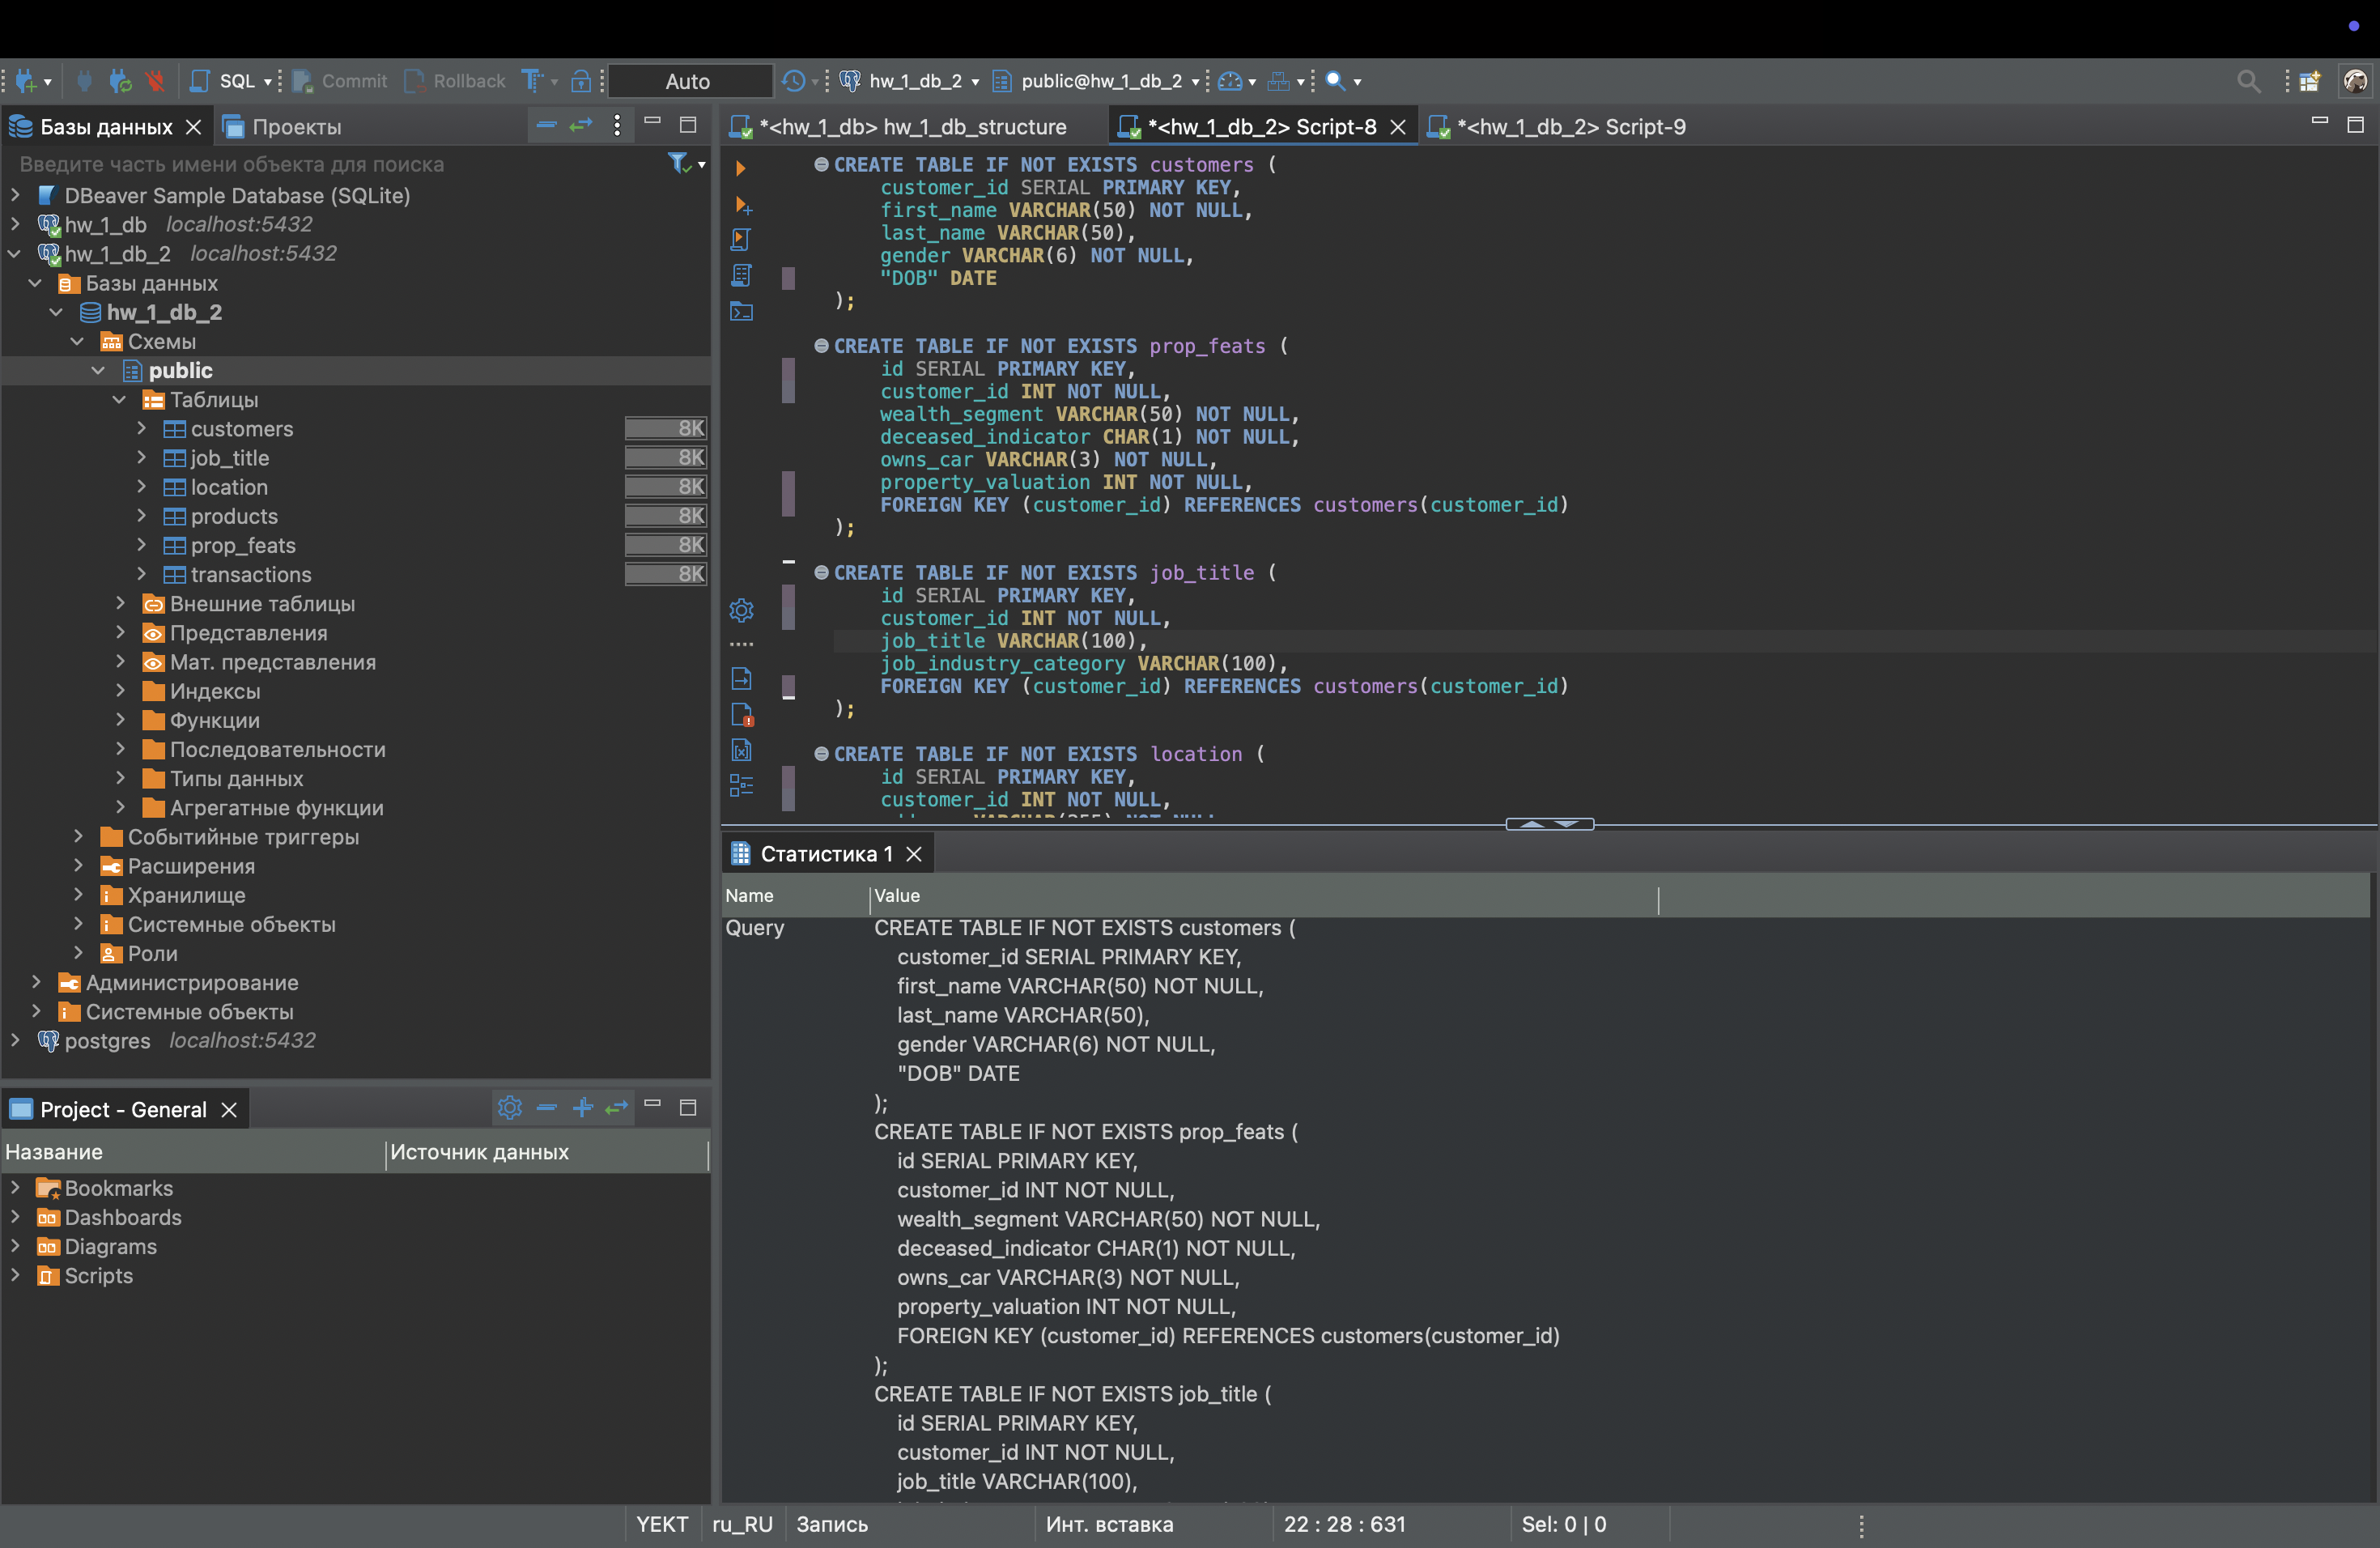 SQL Commit Rollback Auto hw_1_db_2 public@hw_1_db_2
Базы данных Проекты
Введите часть имени объекта для поиска
DBeaver Sample Database (SQLite)
hw_1_db localhost:5432
hw_1_db_2 localhost:5432
Базы данных
hw_1_db_2
Схемы
public
Таблицы
customers 8K
job_title 8K
location 8K
products 8K
prop_feats 8K
transactions 8K
Внешние таблицы
Представления
Мат. представления
Индексы
Функции
Последовательности
Типы данных
Агрегатные функции
Событийные триггеры
Расширения
Хранилище
Системные объекты
Роли
Администрирование
Системные объекты
postgres localhost:5432
Project - General
Название Источник данных
Bookmarks
Dashboards
Diagrams
Scripts
*<hw_1_db> hw_1_db_structure *<hw_1_db_2> Script-8 *<hw_1_db_2> Script-9
CREATE TABLE IF NOT EXISTS customers (
customer_id SERIAL PRIMARY KEY,
first_name VARCHAR(50) NOT NULL,
last_name VARCHAR(50),
gender VARCHAR(6) NOT NULL,
"DOB" DATE
);
CREATE TABLE IF NOT EXISTS prop_feats (
id SERIAL PRIMARY KEY,
customer_id INT NOT NULL,
wealth_segment VARCHAR(50) NOT NULL,
deceased_indicator CHAR(1) NOT NULL,
owns_car VARCHAR(3) NOT NULL,
property_valuation INT NOT NULL,
FOREIGN KEY (customer_id) REFERENCES customers(customer_id)
);
CREATE TABLE IF NOT EXISTS job_title (
id SERIAL PRIMARY KEY,
customer_id INT NOT NULL,
job_title VARCHAR(100),
job_industry_category VARCHAR(100),
FOREIGN KEY (customer_id) REFERENCES customers(customer_id)
);
CREATE TABLE IF NOT EXISTS location (
id SERIAL PRIMARY KEY,
customer_id INT NOT NULL,
Статистика 1
Name Value
Query CREATE TABLE IF NOT EXISTS customers (
customer_id SERIAL PRIMARY KEY,
first_name VARCHAR(50) NOT NULL,
last_name VARCHAR(50),
gender VARCHAR(6) NOT NULL,
"DOB" DATE
);
CREATE TABLE IF NOT EXISTS prop_feats (
id SERIAL PRIMARY KEY,
customer_id INT NOT NULL,
wealth_segment VARCHAR(50) NOT NULL,
deceased_indicator CHAR(1) NOT NULL,
owns_car VARCHAR(3) NOT NULL,
property_valuation INT NOT NULL,
FOREIGN KEY (customer_id) REFERENCES customers(customer_id)
);
CREATE TABLE IF NOT EXISTS job_title (
id SERIAL PRIMARY KEY,
customer_id INT NOT NULL,
job_title VARCHAR(100),
YEKT ru_RU Запись Инт. вставка 22 : 28 : 631 Sel: 0 | 0